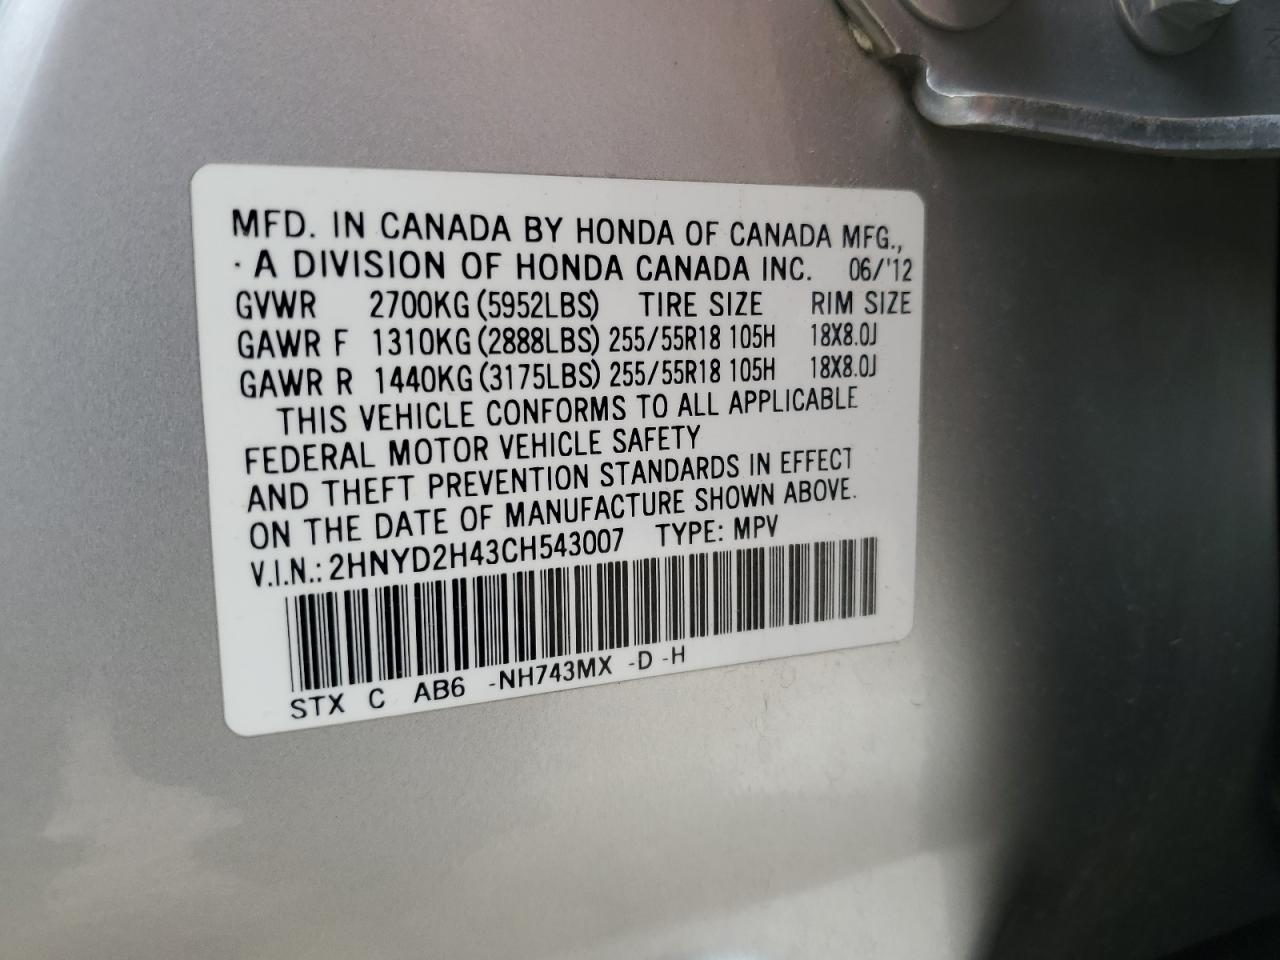 MFD. IN CANADA BY HONDA OF CANADA MFG.,
· A DIVISION OF HONDA CANADA INC. 06/'12
GVWR 2700KG (5952LBS) TIRE SIZE RIM SIZE
GAWR F 1310KG (2888LBS) 255/55R18 105H 18X8.0J
GAWR R 1440KG (3175LBS) 255/55R18 105H 18X8.0J
THIS VEHICLE CONFORMS TO ALL APPLICABLE
FEDERAL MOTOR VEHICLE SAFETY
AND THEFT PREVENTION STANDARDS IN EFFECT
ON THE DATE OF MANUFACTURE SHOWN ABOVE.
V.I.N.: 2HNYD2H43CH543007 TYPE: MPV
STX C AB6 -NH743MX -D -H